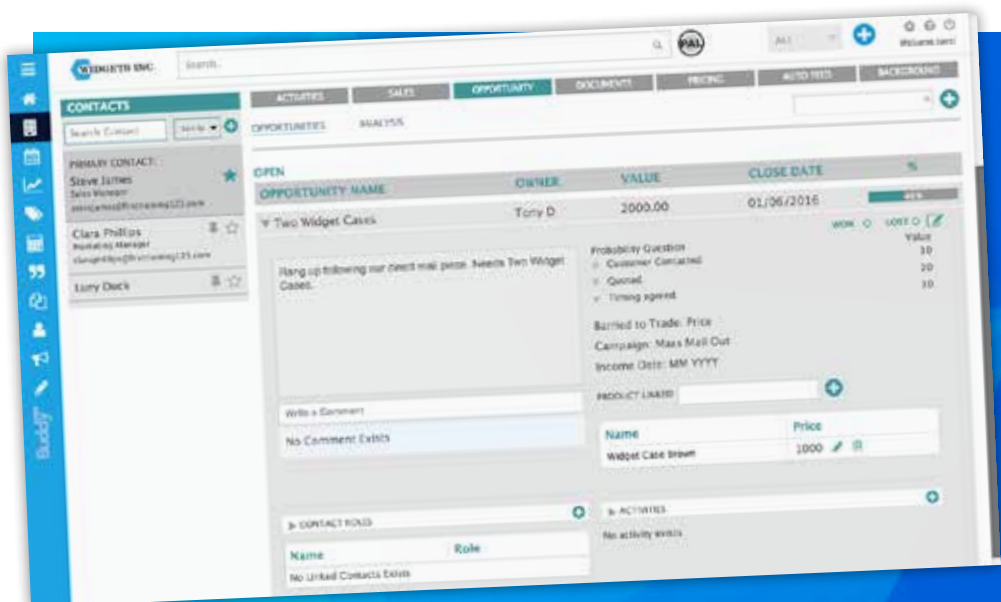 WIDGETS INC.
Search..
PAL
ALL
ACTIVITIES
SALES
OPPORTUNITY
DOCUMENTS
PRICING
AUTO FEES
BACKGROUND
CONTACTS
Search Contact
OPPORTUNITIES
ANALYSIS
PRIMARY CONTACT:
Steve James
Sales Manager
Clara Phillips
Marketing Manager
Larry Duck
OPEN
OPPORTUNITY NAME
OWNER
VALUE
CLOSE DATE
%
Two Widget Cases
Tony D
2000.00
01/06/2016
WON
LOST
Rang up following our direct mail piece. Needs Two Widget
Cases.
Probability Question
Value
Customer Contacted
10
Quoted
20
Timing agreed
10
Barried to Trade: Price
Campaign: Mass Mail Out
Income Date: MM YYYY
PRODUCT LINKED
Write a Comment
No Comment Exists
Name
Price
Widget Case Brown
1000
CONTACT ROLES
ACTIVITIES
Name
Role
No activity exists
No Linked Contacts Exists
Buddy